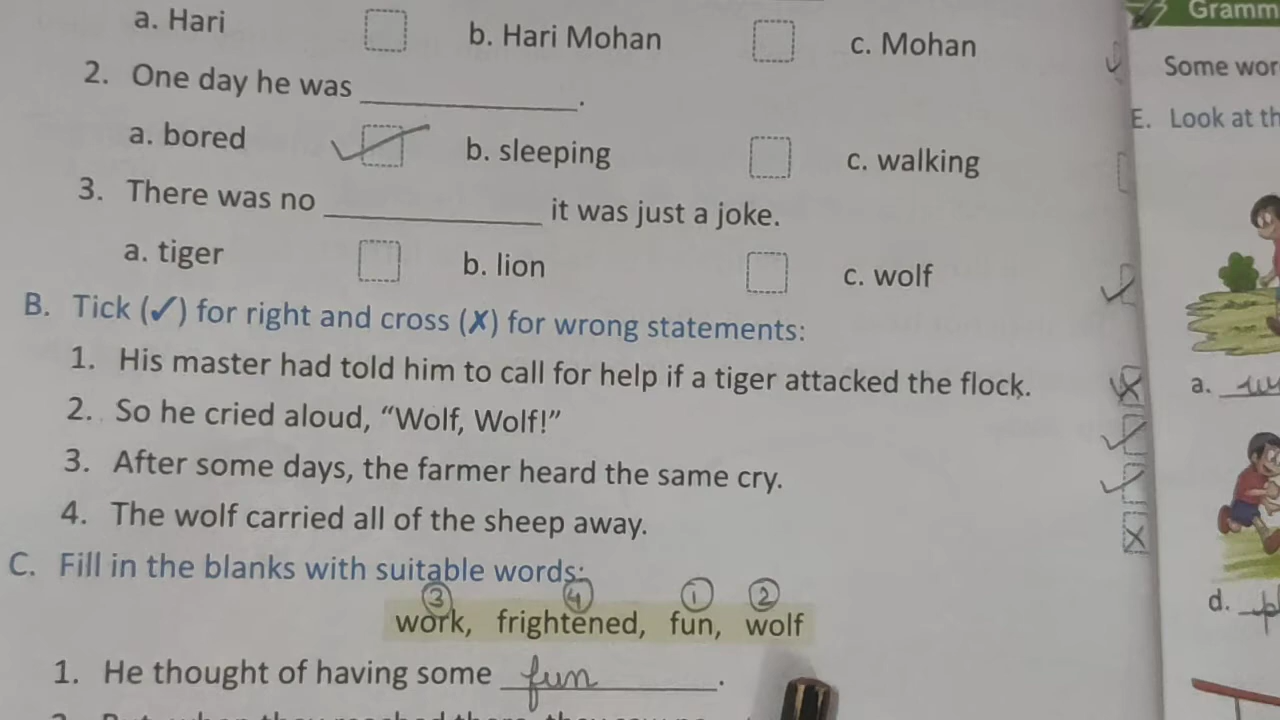 a. Hari b. Hari Mohan c. Mohan
2. One day he was ____________.
a. bored ✓ b. sleeping c. walking
3. There was no ____________ it was just a joke.
a. tiger b. lion c. wolf ✓
B. Tick (✓) for right and cross (✗) for wrong statements:
1. His master had told him to call for help if a tiger attacked the flock. ✗
2. So he cried aloud, “Wolf, Wolf!” ✓
3. After some days, the farmer heard the same cry. ✓
4. The wolf carried all of the sheep away. ✗
C. Fill in the blanks with suitable words:
③ ④ ① ②
work, frightened, fun, wolf
1. He thought of having some fun.
Some
E. Look at
a.
d.